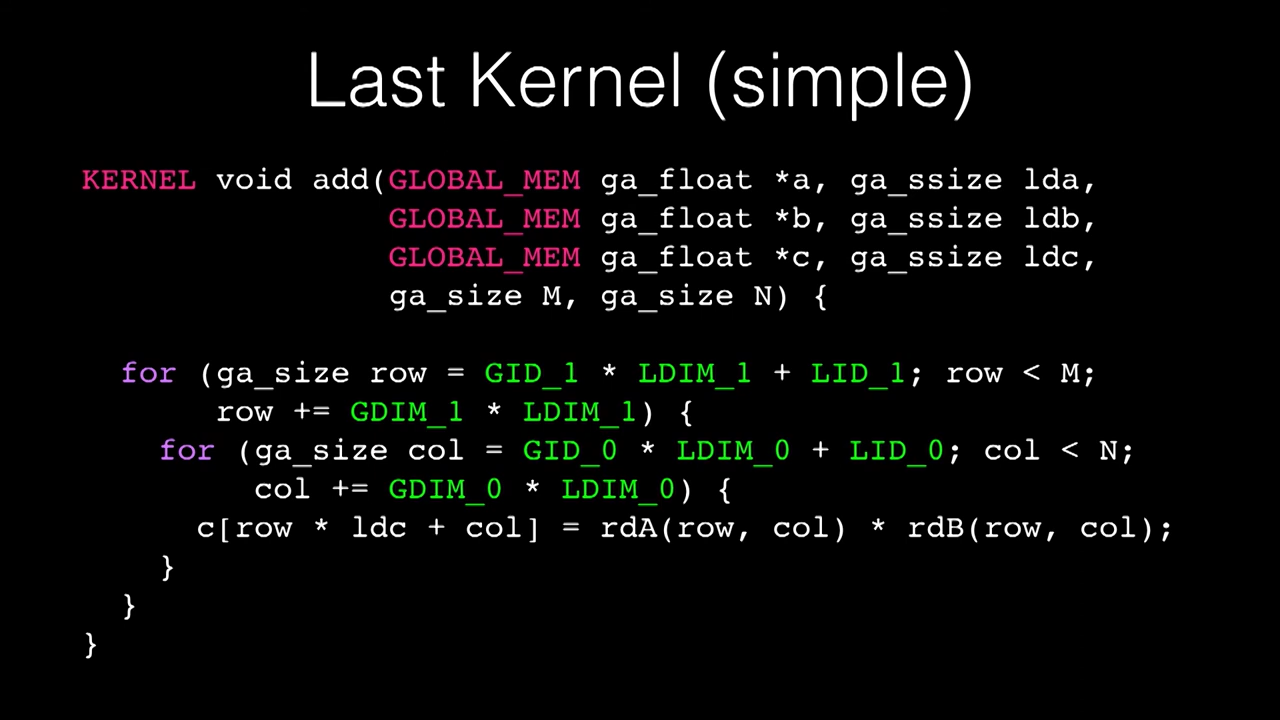 Last Kernel (simple)
KERNEL void add(GLOBAL_MEM ga_float *a, ga_ssize lda,
GLOBAL_MEM ga_float *b, ga_ssize ldb,
GLOBAL_MEM ga_float *c, ga_ssize ldc,
ga_size M, ga_size N) {
for (ga_size row = GID_1 * LDIM_1 + LID_1; row < M;
row += GDIM_1 * LDIM_1) {
for (ga_size col = GID_0 * LDIM_0 + LID_0; col < N;
col += GDIM_0 * LDIM_0) {
c[row * ldc + col] = rdA(row, col) * rdB(row, col);
}
}
}